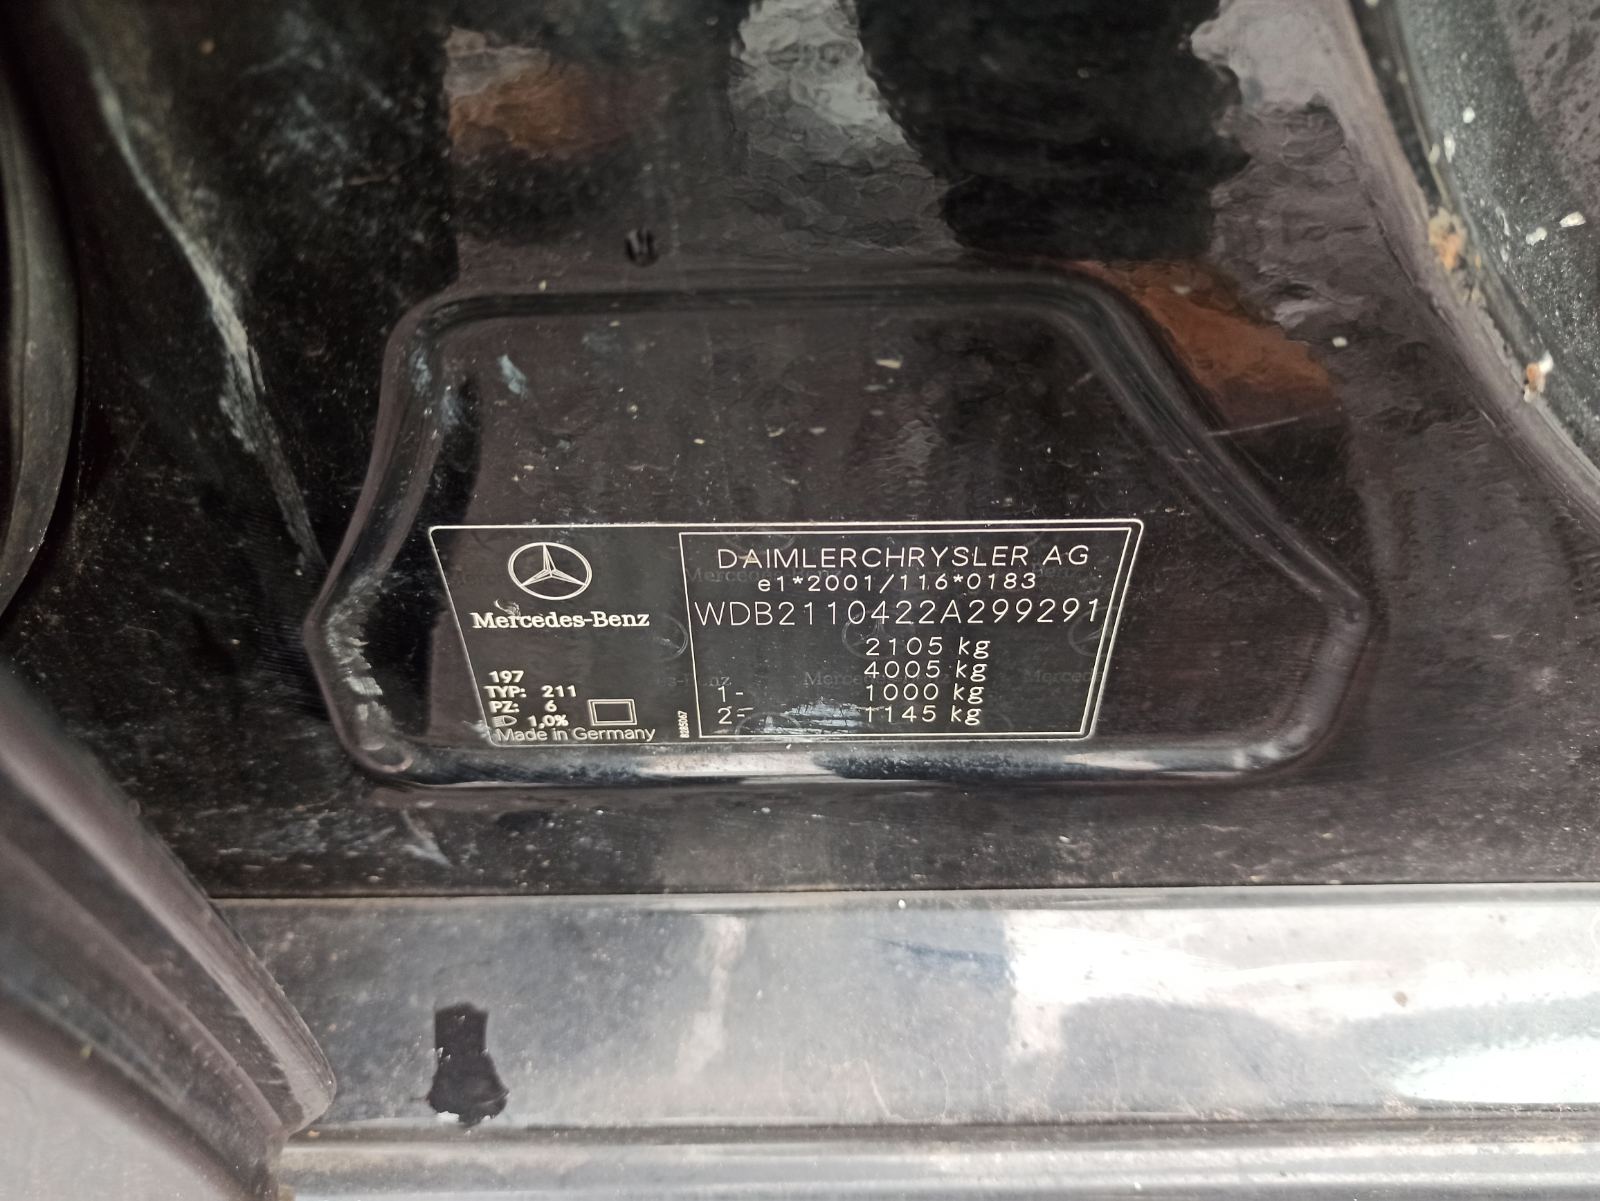 Mercedes-Benz
197
TYP: 211
PZ: 6
1,0%
Made in Germany
828067
DAIMLERCHRYSLER AG
e1*2001/116*0183
WDB2110422A299291
2105 kg
4005 kg
1- 1000 kg
2- 1145 kg